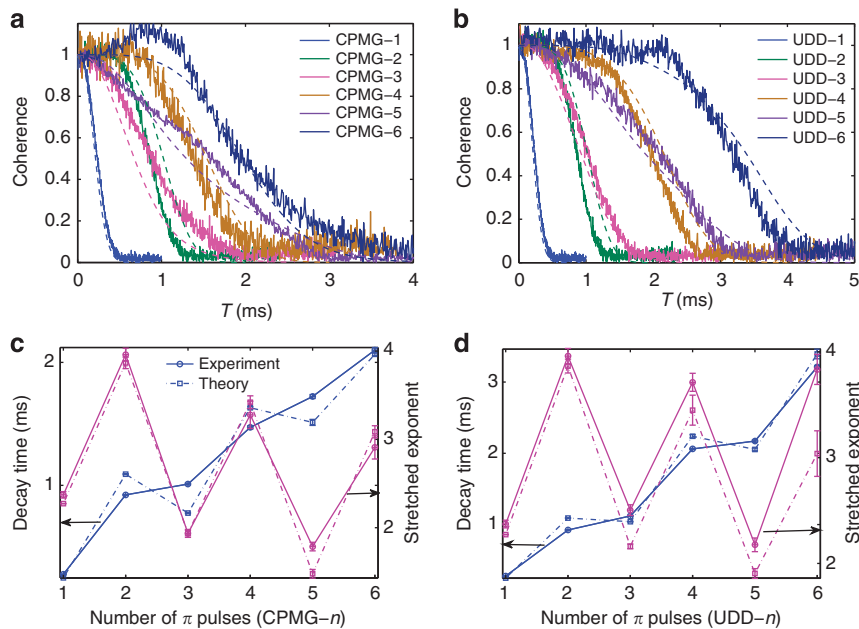 a
CPMG−1
CPMG−2
CPMG−3
CPMG−4
CPMG−5
CPMG−6
1
0.8
0.6
0.4
0.2
0
Coherence
0 1 2 3 4
T (ms)
b
UDD−1
UDD−2
UDD−3
UDD−4
UDD−5
UDD−6
1
0.8
0.6
0.4
0.2
0
Coherence
0 1 2 3 4 5
T (ms)
c
Experiment
Theory
2
1
Decay time (ms)
4
3
2
Stretched exponent
1 2 3 4 5 6
Number of π pulses (CPMG−n)
d
3
2
1
Decay time (ms)
4
3
2
Stretched exponent
1 2 3 4 5 6
Number of π pulses (UDD−n)